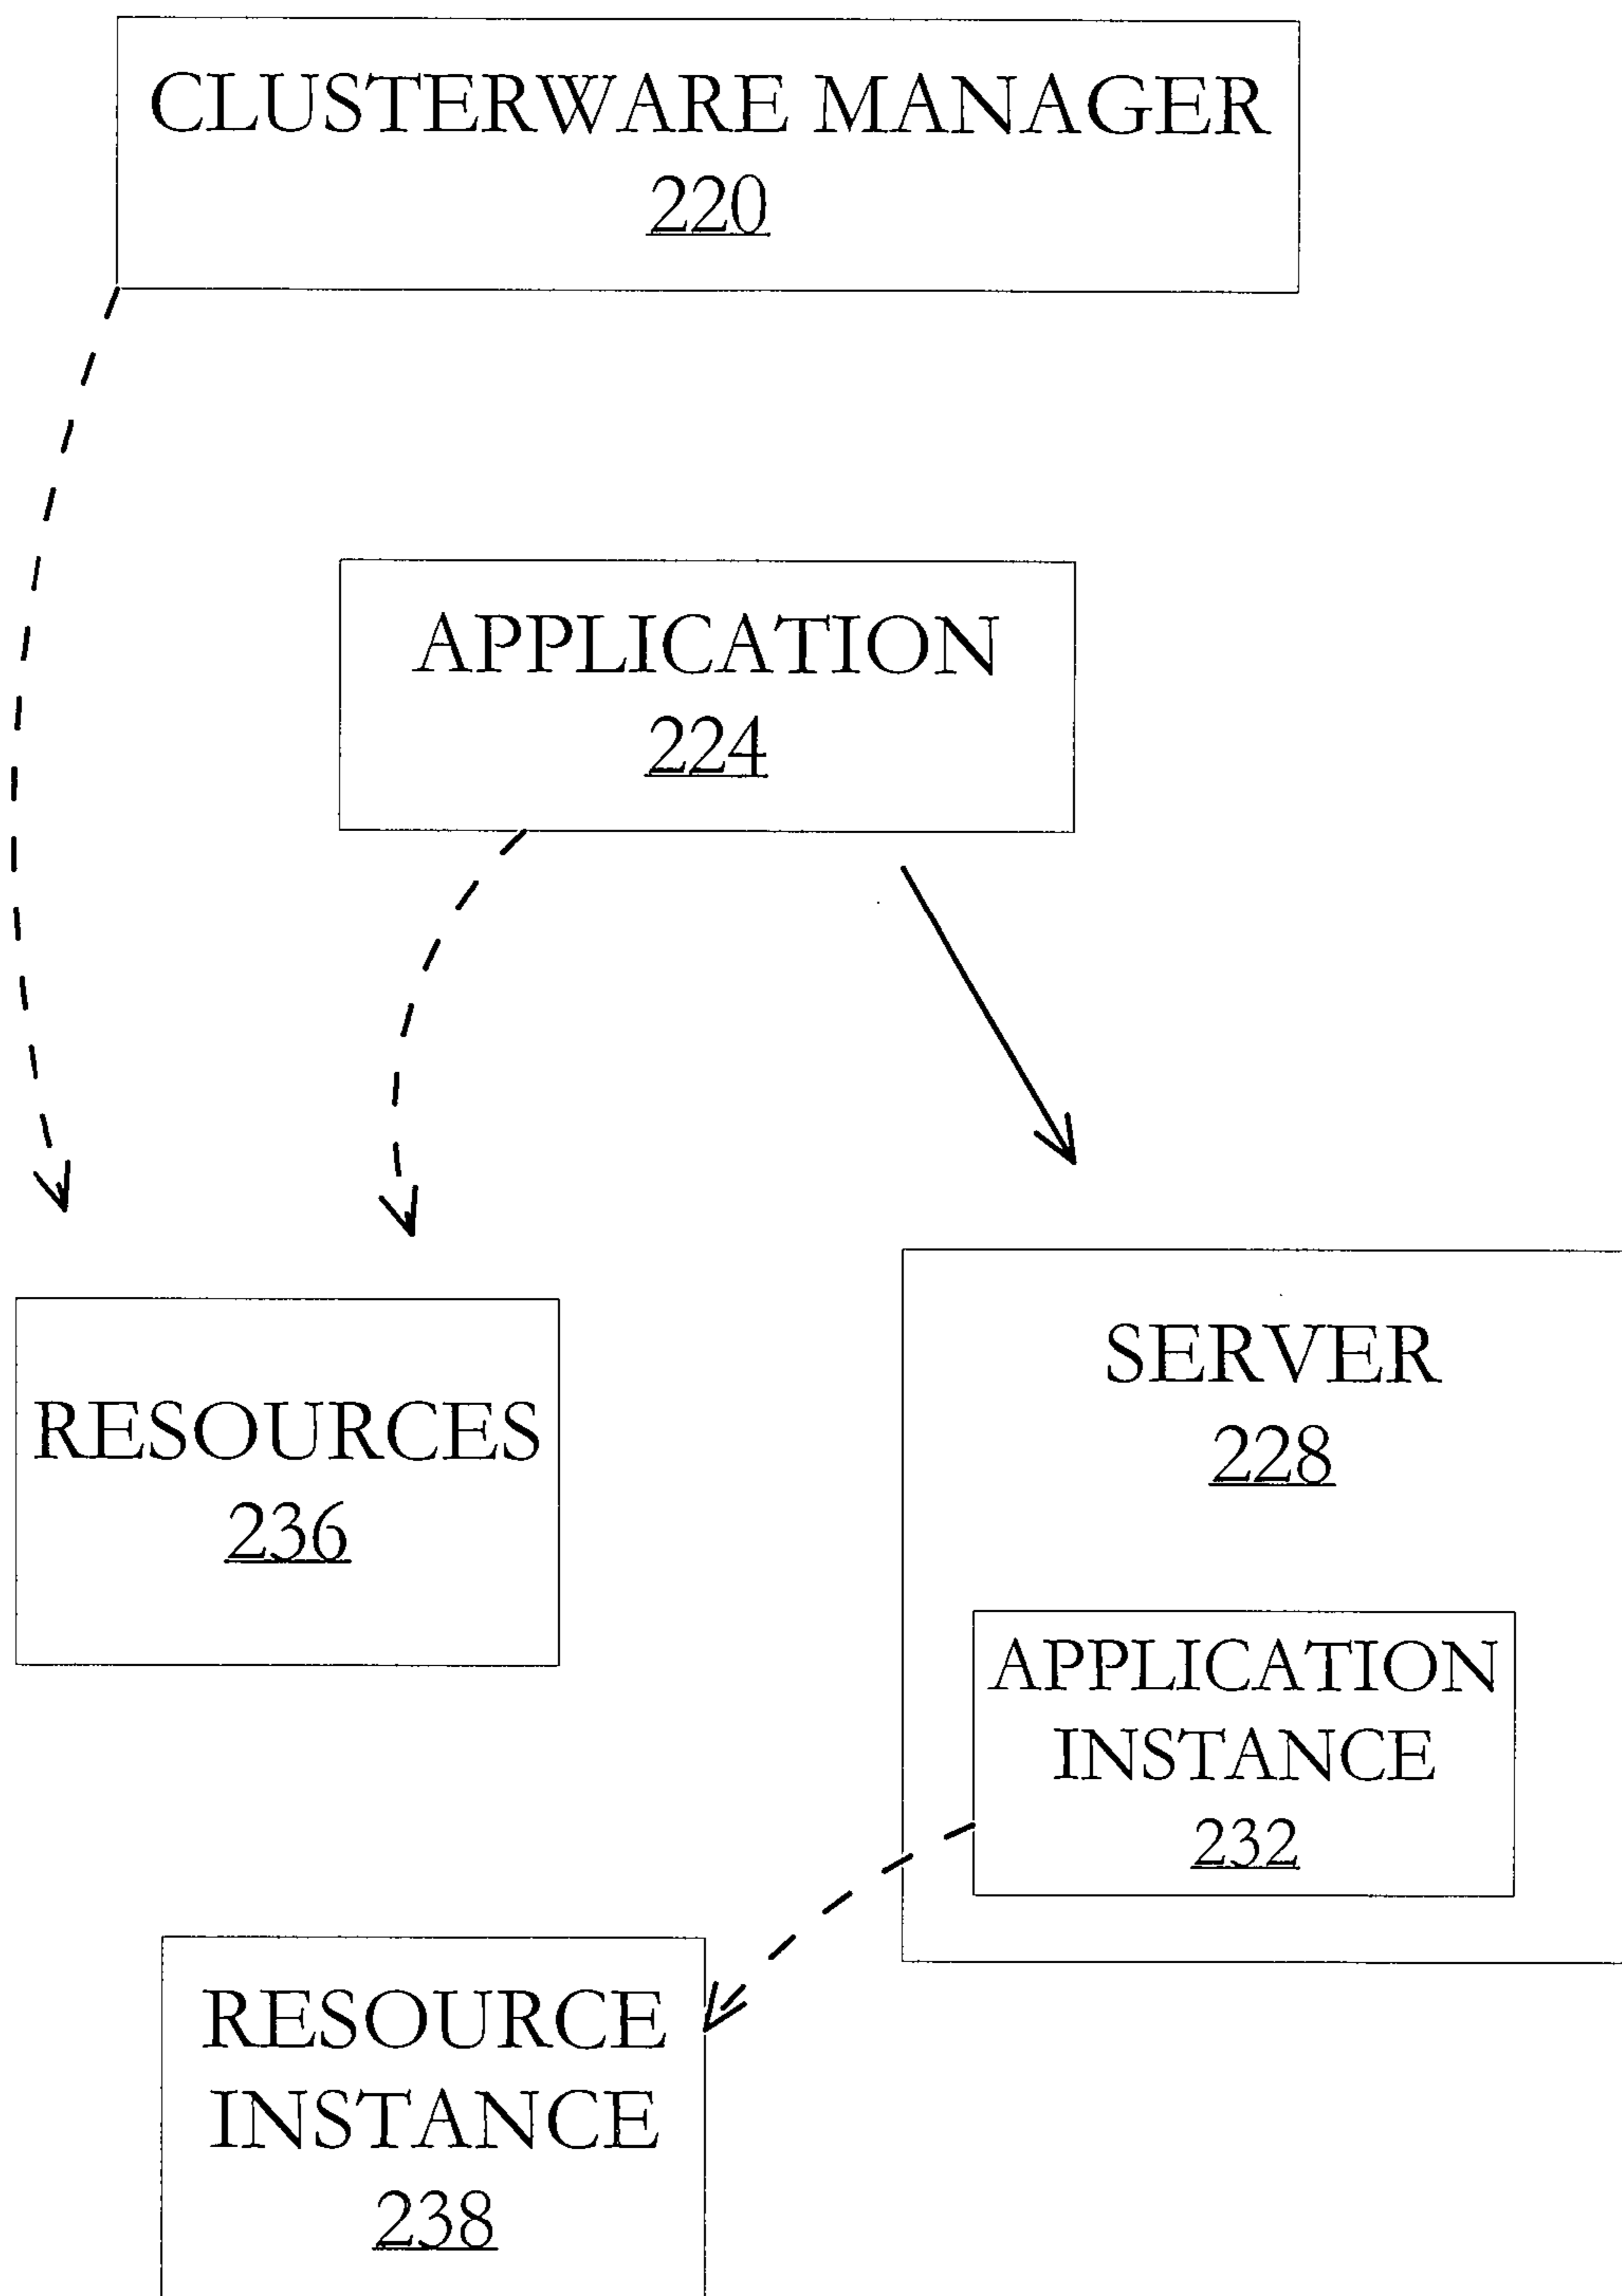 CLUSTERWARE MANAGER
220
APPLICATION
224
RESOURCES
236
SERVER
228
APPLICATION
INSTANCE
232
RESOURCE
INSTANCE
238